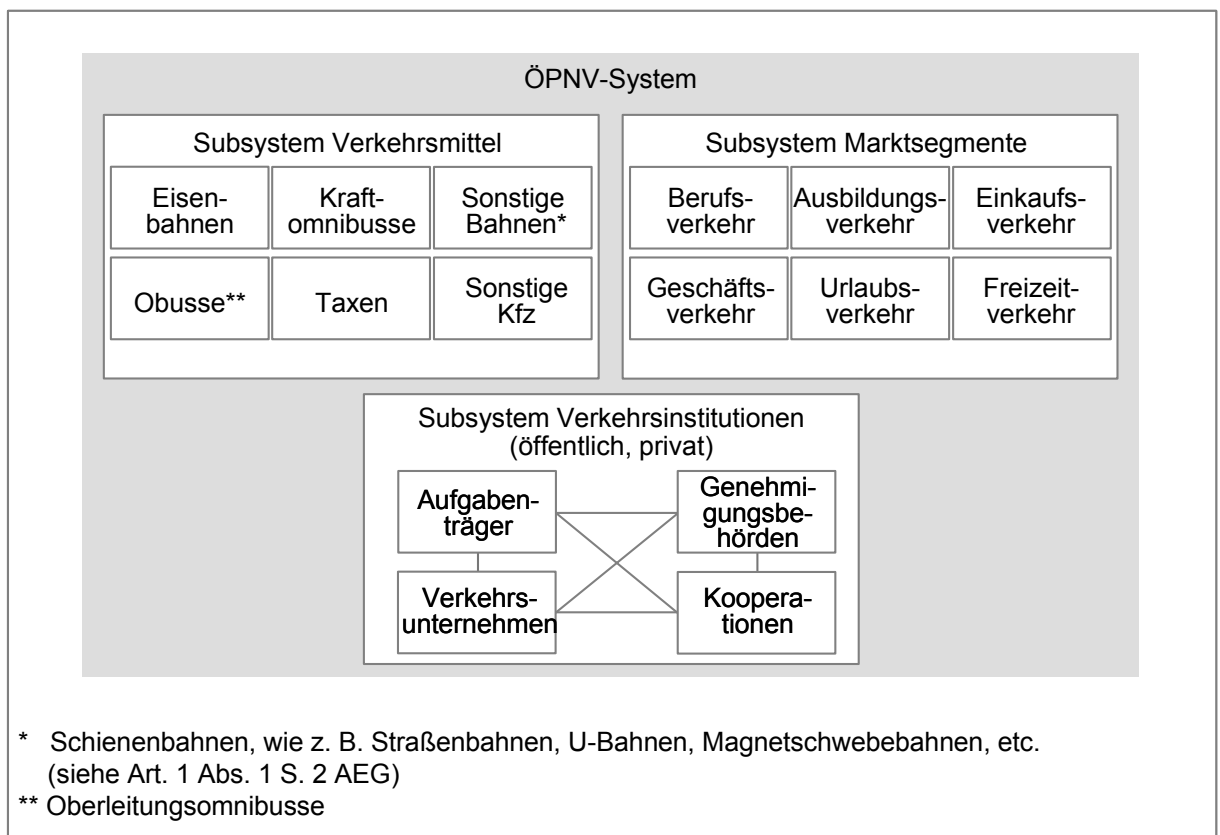 ÖPNV-System
Subsystem Verkehrsmittel
Eisen-
bahnen
Kraft-
omnibusse
Sonstige
Bahnen*
Obusse**
Taxen
Sonstige
Kfz
Subsystem Marktsegmente
Berufs-
verkehr
Ausbildungs-
verkehr
Einkaufs-
verkehr
Geschäfts-
verkehr
Urlaubs-
verkehr
Freizeit-
verkehr
Subsystem Verkehrsinstitutionen
(öffentlich, privat)
Aufgaben-
träger
Genehmi-
gungsbe-
hörden
Verkehrs-
unternehmen
Koopera-
tionen
* Schienenbahnen, wie z. B. Straßenbahnen, U-Bahnen, Magnetschwebebahnen, etc.
(siehe Art. 1 Abs. 1 S. 2 AEG)
** Oberleitungsomnibusse